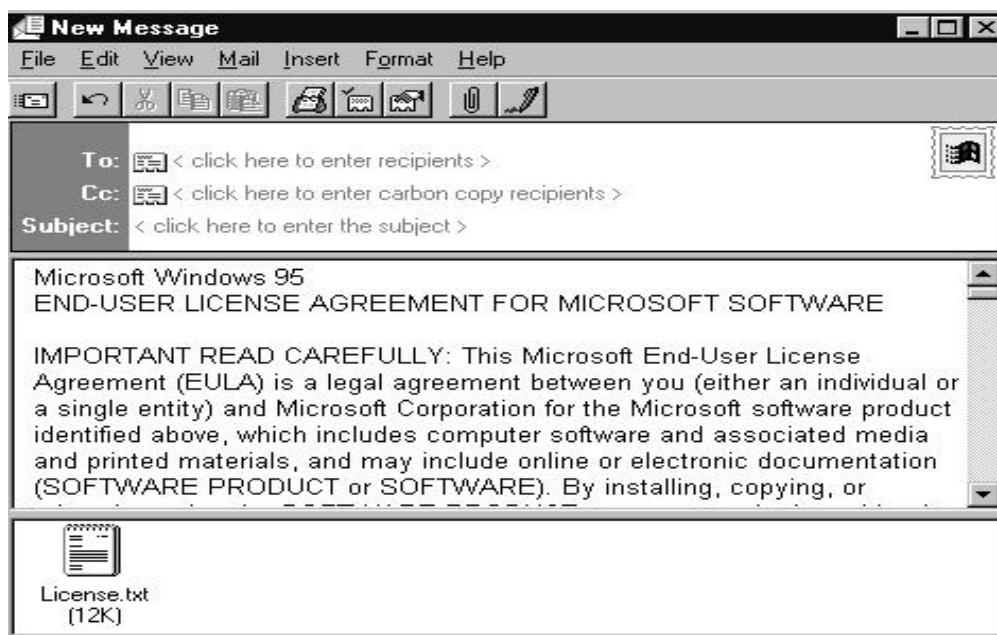 New Message
File Edit View Mail Insert Format Help
To: < click here to enter recipients >
Cc: < click here to enter carbon copy recipients >
Subject: < click here to enter the subject >
Microsoft Windows 95
END-USER LICENSE AGREEMENT FOR MICROSOFT SOFTWARE
IMPORTANT READ CAREFULLY: This Microsoft End-User License
Agreement (EULA) is a legal agreement between you (either an individual or
a single entity) and Microsoft Corporation for the Microsoft software product
identified above, which includes computer software and associated media
and printed materials, and may include online or electronic documentation
(SOFTWARE PRODUCT or SOFTWARE). By installing, copying, or
License.txt
(12K)